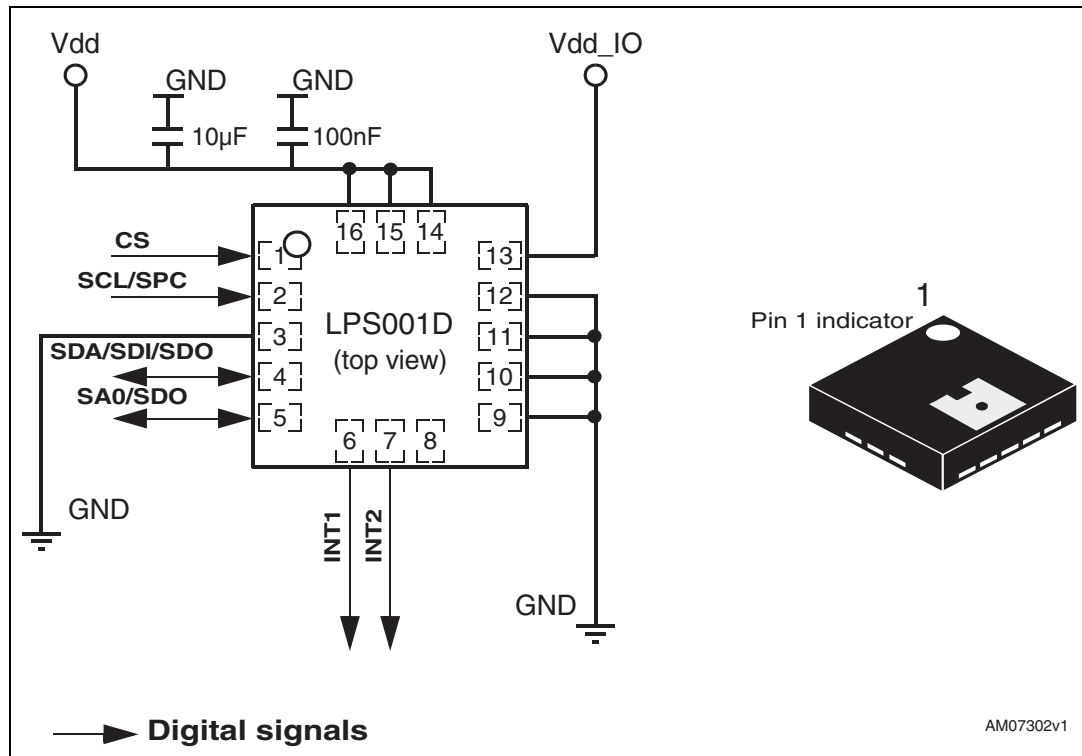 Vdd
Vdd_IO
GND
GND
10µF
100nF
16 15 14
CS
1
13
SCL/SPC
2
12
LPS001D
(top view)
3
11
SDA/SDI/SDO
4
10
SA0/SDO
5
9
6 7 8
GND
INT1
INT2
GND
1
Pin 1 indicator
Digital signals
AM07302v1